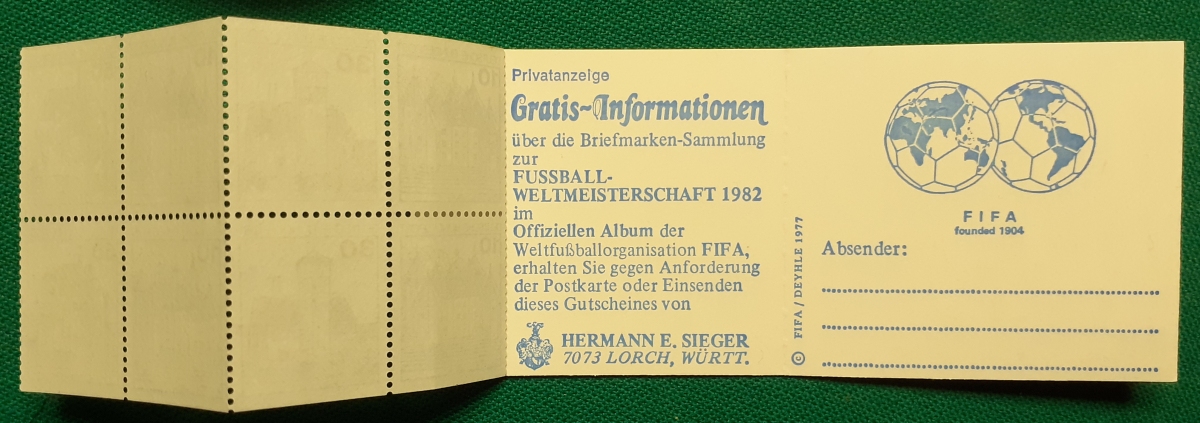 Privatanzeige
Gratis-Informationen
über die Briefmarken-Sammlung
zur
FUSSBALL-
WELTMEISTERSCHAFT 1982
im
Offiziellen Album der
Weltfußballorganisation FIFA,
erhalten Sie gegen Anforderung
der Postkarte oder Einsenden
dieses Gutscheines von
HERMANN E. SIEGER
7073 LORCH, WÜRTT.
© FIFA / DEYHLE 1977
FIFA
founded 1904
Absender: